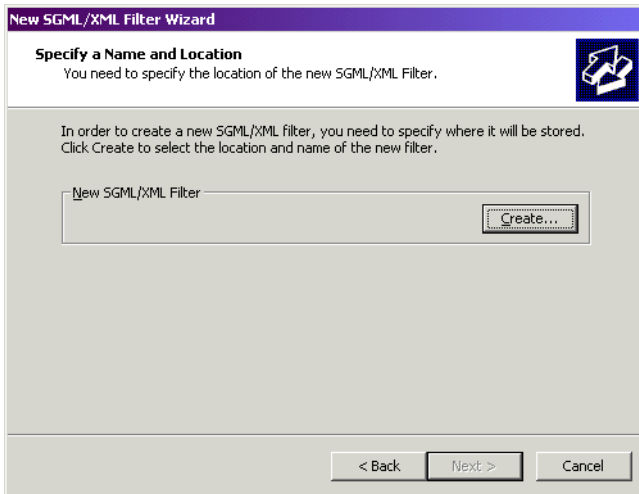 New SGML/XML Filter Wizard
Specify a Name and Location
You need to specify the location of the new SGML/XML Filter.
In order to create a new SGML/XML filter, you need to specify where it will be stored.
Click Create to select the location and name of the new filter.
New SGML/XML Filter
Create...
< Back Next > Cancel